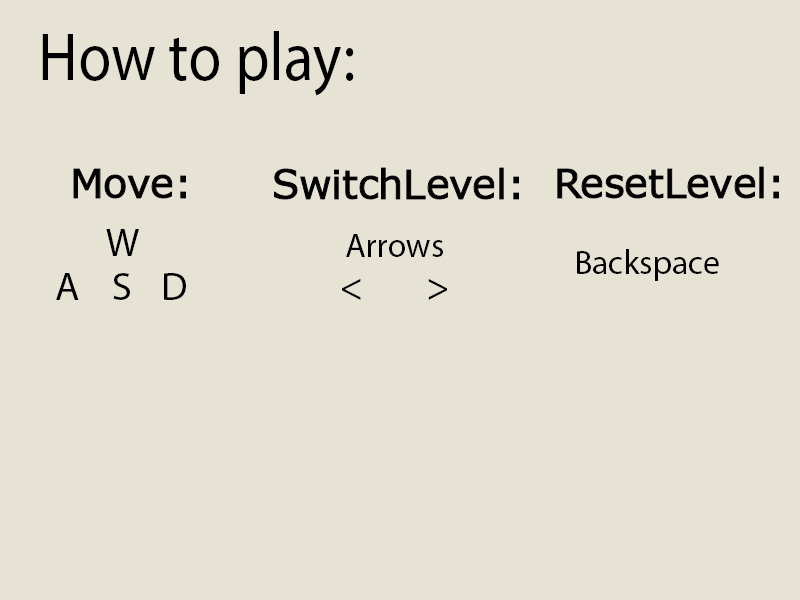 How to play:
Move:
W
A S D
SwitchLevel:
Arrows
< >
ResetLevel:
Backspace